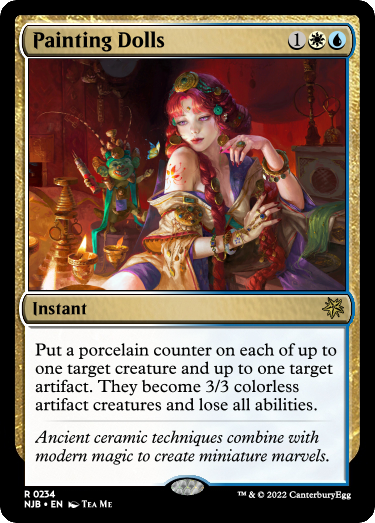 Painting Dolls 1
Instant
Put a porcelain counter on each of up to
one target creature and up to one target
artifact. They become 3/3 colorless
artifact creatures and lose all abilities.
Ancient ceramic techniques combine with
modern magic to create miniature marvels.
R 0234
NJB • EN Tea Me
™ & © 2022 CanterburyEgg